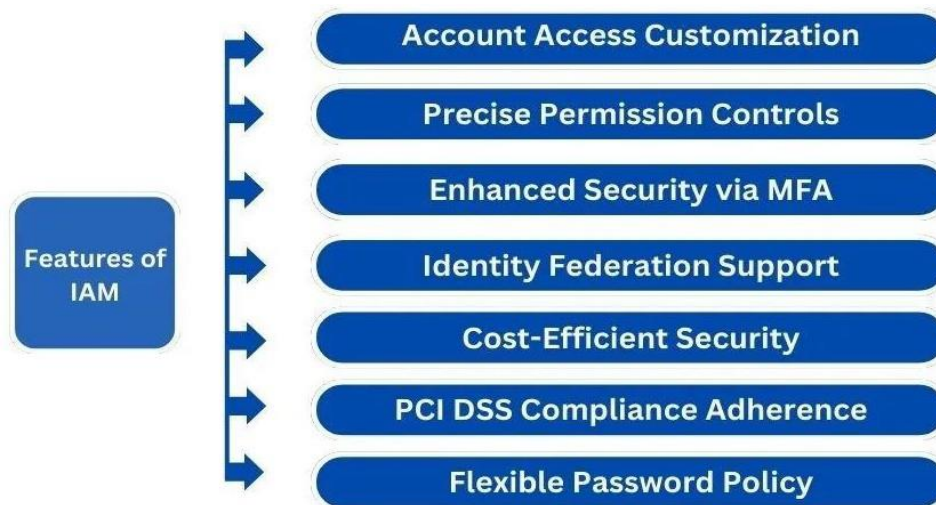 Features of
IAM
Account Access Customization
Precise Permission Controls
Enhanced Security via MFA
Identity Federation Support
Cost-Efficient Security
PCI DSS Compliance Adherence
Flexible Password Policy